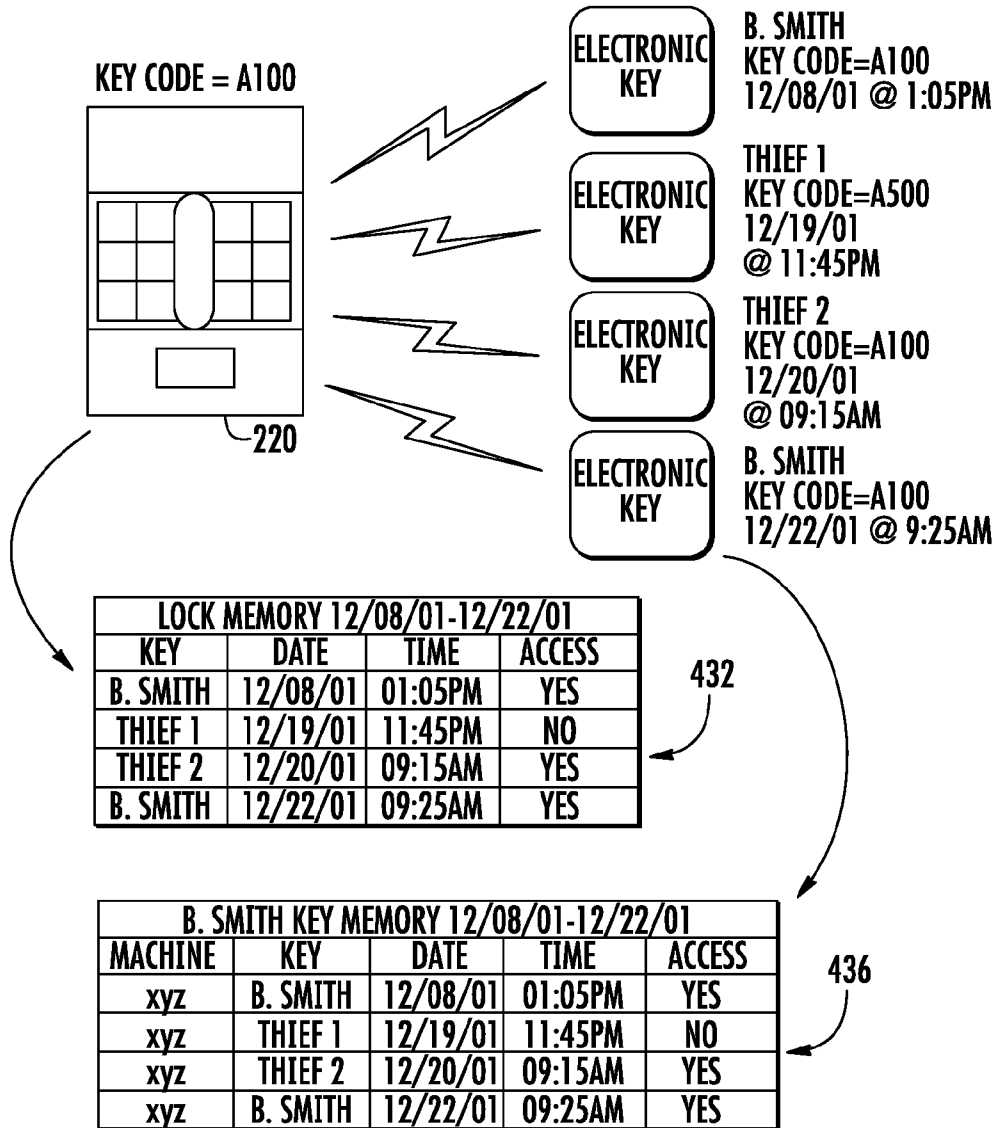 KEY CODE = A100
220
ELECTRONIC
KEY
B. SMITH
KEY CODE=A100
12/08/01 @ 1:05PM
ELECTRONIC
KEY
THIEF 1
KEY CODE=A500
12/19/01
@ 11:45PM
ELECTRONIC
KEY
THIEF 2
KEY CODE=A100
12/20/01
@ 09:15AM
ELECTRONIC
KEY
B. SMITH
KEY CODE=A100
12/22/01 @ 9:25AM
LOCK MEMORY 12/08/01-12/22/01
KEY DATE TIME ACCESS
B. SMITH 12/08/01 01:05PM YES
THIEF 1 12/19/01 11:45PM NO
THIEF 2 12/20/01 09:15AM YES
B. SMITH 12/22/01 09:25AM YES
432
B. SMITH KEY MEMORY 12/08/01-12/22/01
MACHINE KEY DATE TIME ACCESS
xyz B. SMITH 12/08/01 01:05PM YES
xyz THIEF 1 12/19/01 11:45PM NO
xyz THIEF 2 12/20/01 09:15AM YES
xyz B. SMITH 12/22/01 09:25AM YES
436